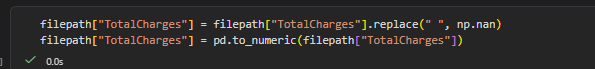 filepath["TotalCharges"] = filepath["TotalCharges"].replace(" ", np.nan)
filepath["TotalCharges"] = pd.to_numeric(filepath["TotalCharges"])
] ✓ 0.0s